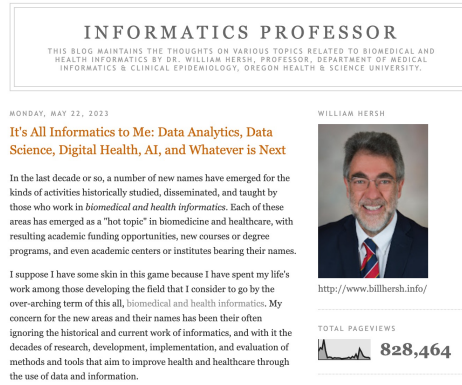 INFORMATICS PROFESSOR
THIS BLOG MAINTAINS THE THOUGHTS ON VARIOUS TOPICS RELATED TO BIOMEDICAL AND
HEALTH INFORMATICS BY DR. WILLIAM HERSH, PROFESSOR, DEPARTMENT OF MEDICAL
INFORMATICS & CLINICAL EPIDEMIOLOGY, OREGON HEALTH & SCIENCE UNIVERSITY.
MONDAY, MAY 22, 2023
It's All Informatics to Me: Data Analytics, Data
Science, Digital Health, AI, and Whatever is Next
In the last decade or so, a number of new names have emerged for the
kinds of activities historically studied, disseminated, and taught by
those who work in biomedical and health informatics. Each of these
areas has emerged as a "hot topic" in biomedicine and healthcare, with
resulting academic funding opportunities, new courses or degree
programs, and even academic centers or institutes bearing their names.
I suppose I have some skin in this game because I have spent my life's
work among those developing the field that I consider to go by the
over-arching term of this all, biomedical and health informatics. My
concern for the new areas and their names has been their often
ignoring the historical and current work of informatics, and with it the
decades of research, development, implementation, and evaluation of
methods and tools that aim to improve health and healthcare through
the use of data and information.
WILLIAM HERSH
http://www.billhersh.info/
TOTAL PAGEVIEWS
828,464